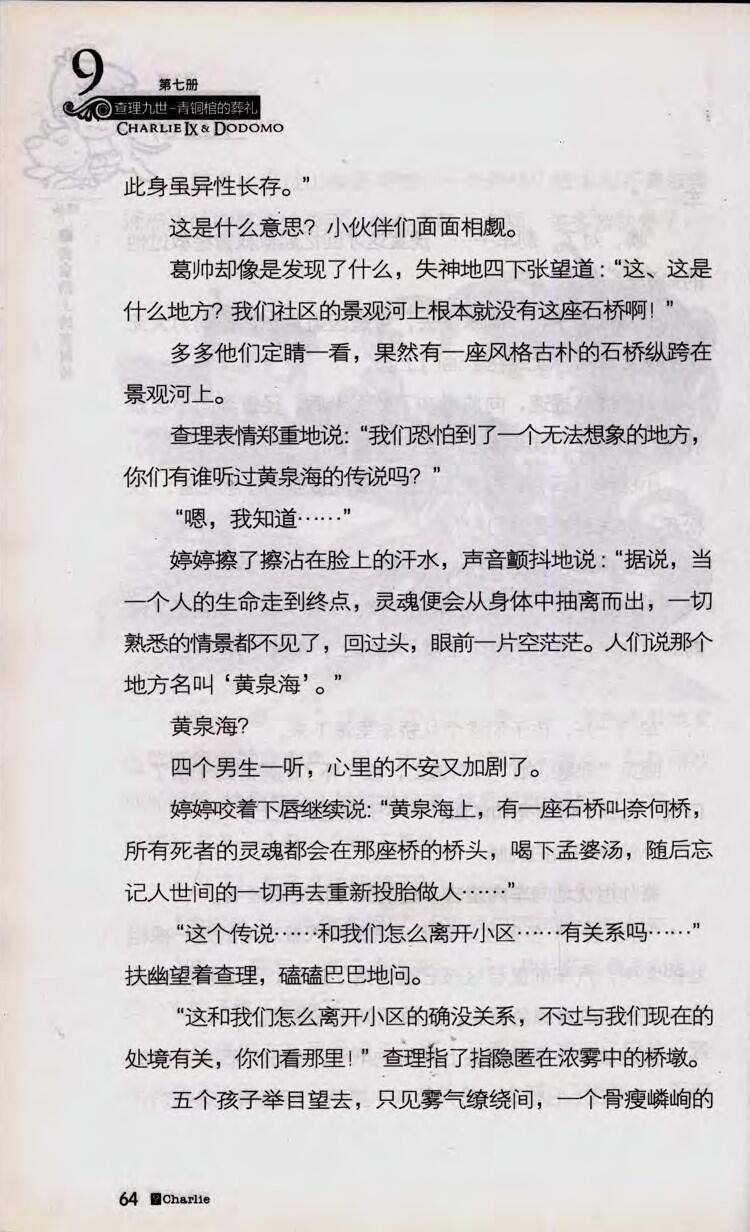 9
第七册
查理九世-青铜棺的葬礼
CHARLIE IX & DODOMO
此身虽异性长存。”
这是什么意思？小伙伴们面面相觑。
葛帅却像是发现了什么，失神地四下张望道：“这、这是
什么地方？我们社区的景观河上根本就没有这座石桥啊！”
多多他们定睛一看，果然有一座风格古朴的石桥纵跨在
景观河上。
查理表情郑重地说：“我们恐怕到了一个无法想象的地方，
你们有谁听过黄泉海的传说吗？”
“嗯，我知道……”
婷婷擦了擦沾在脸上的汗水，声音颤抖地说：“据说，当
一个人的生命走到终点，灵魂便会从身体中抽离而出，一切
熟悉的情景都不见了，回过头，眼前一片空茫茫。人们说那个
地方名叫‘黄泉海’。”
黄泉海？
四个男生一听，心里的不安又加剧了。
婷婷咬着下唇继续说：“黄泉海上，有一座石桥叫奈何桥，
所有死者的灵魂都会在那座桥的桥头，喝下孟婆汤，随后忘
记人世间的一切再去重新投胎做人……”
“这个传说……和我们怎么离开小区……有关系吗……”
扶幽望着查理，磕磕巴巴地问。
“这和我们怎么离开小区的确没关系，不过与我们现在的
处境有关，你们看那里！”查理指了指隐匿在浓雾中的桥墩。
五个孩子举目望去，只见雾气缭绕间，一个骨瘦嶙峋的
64 Charlie